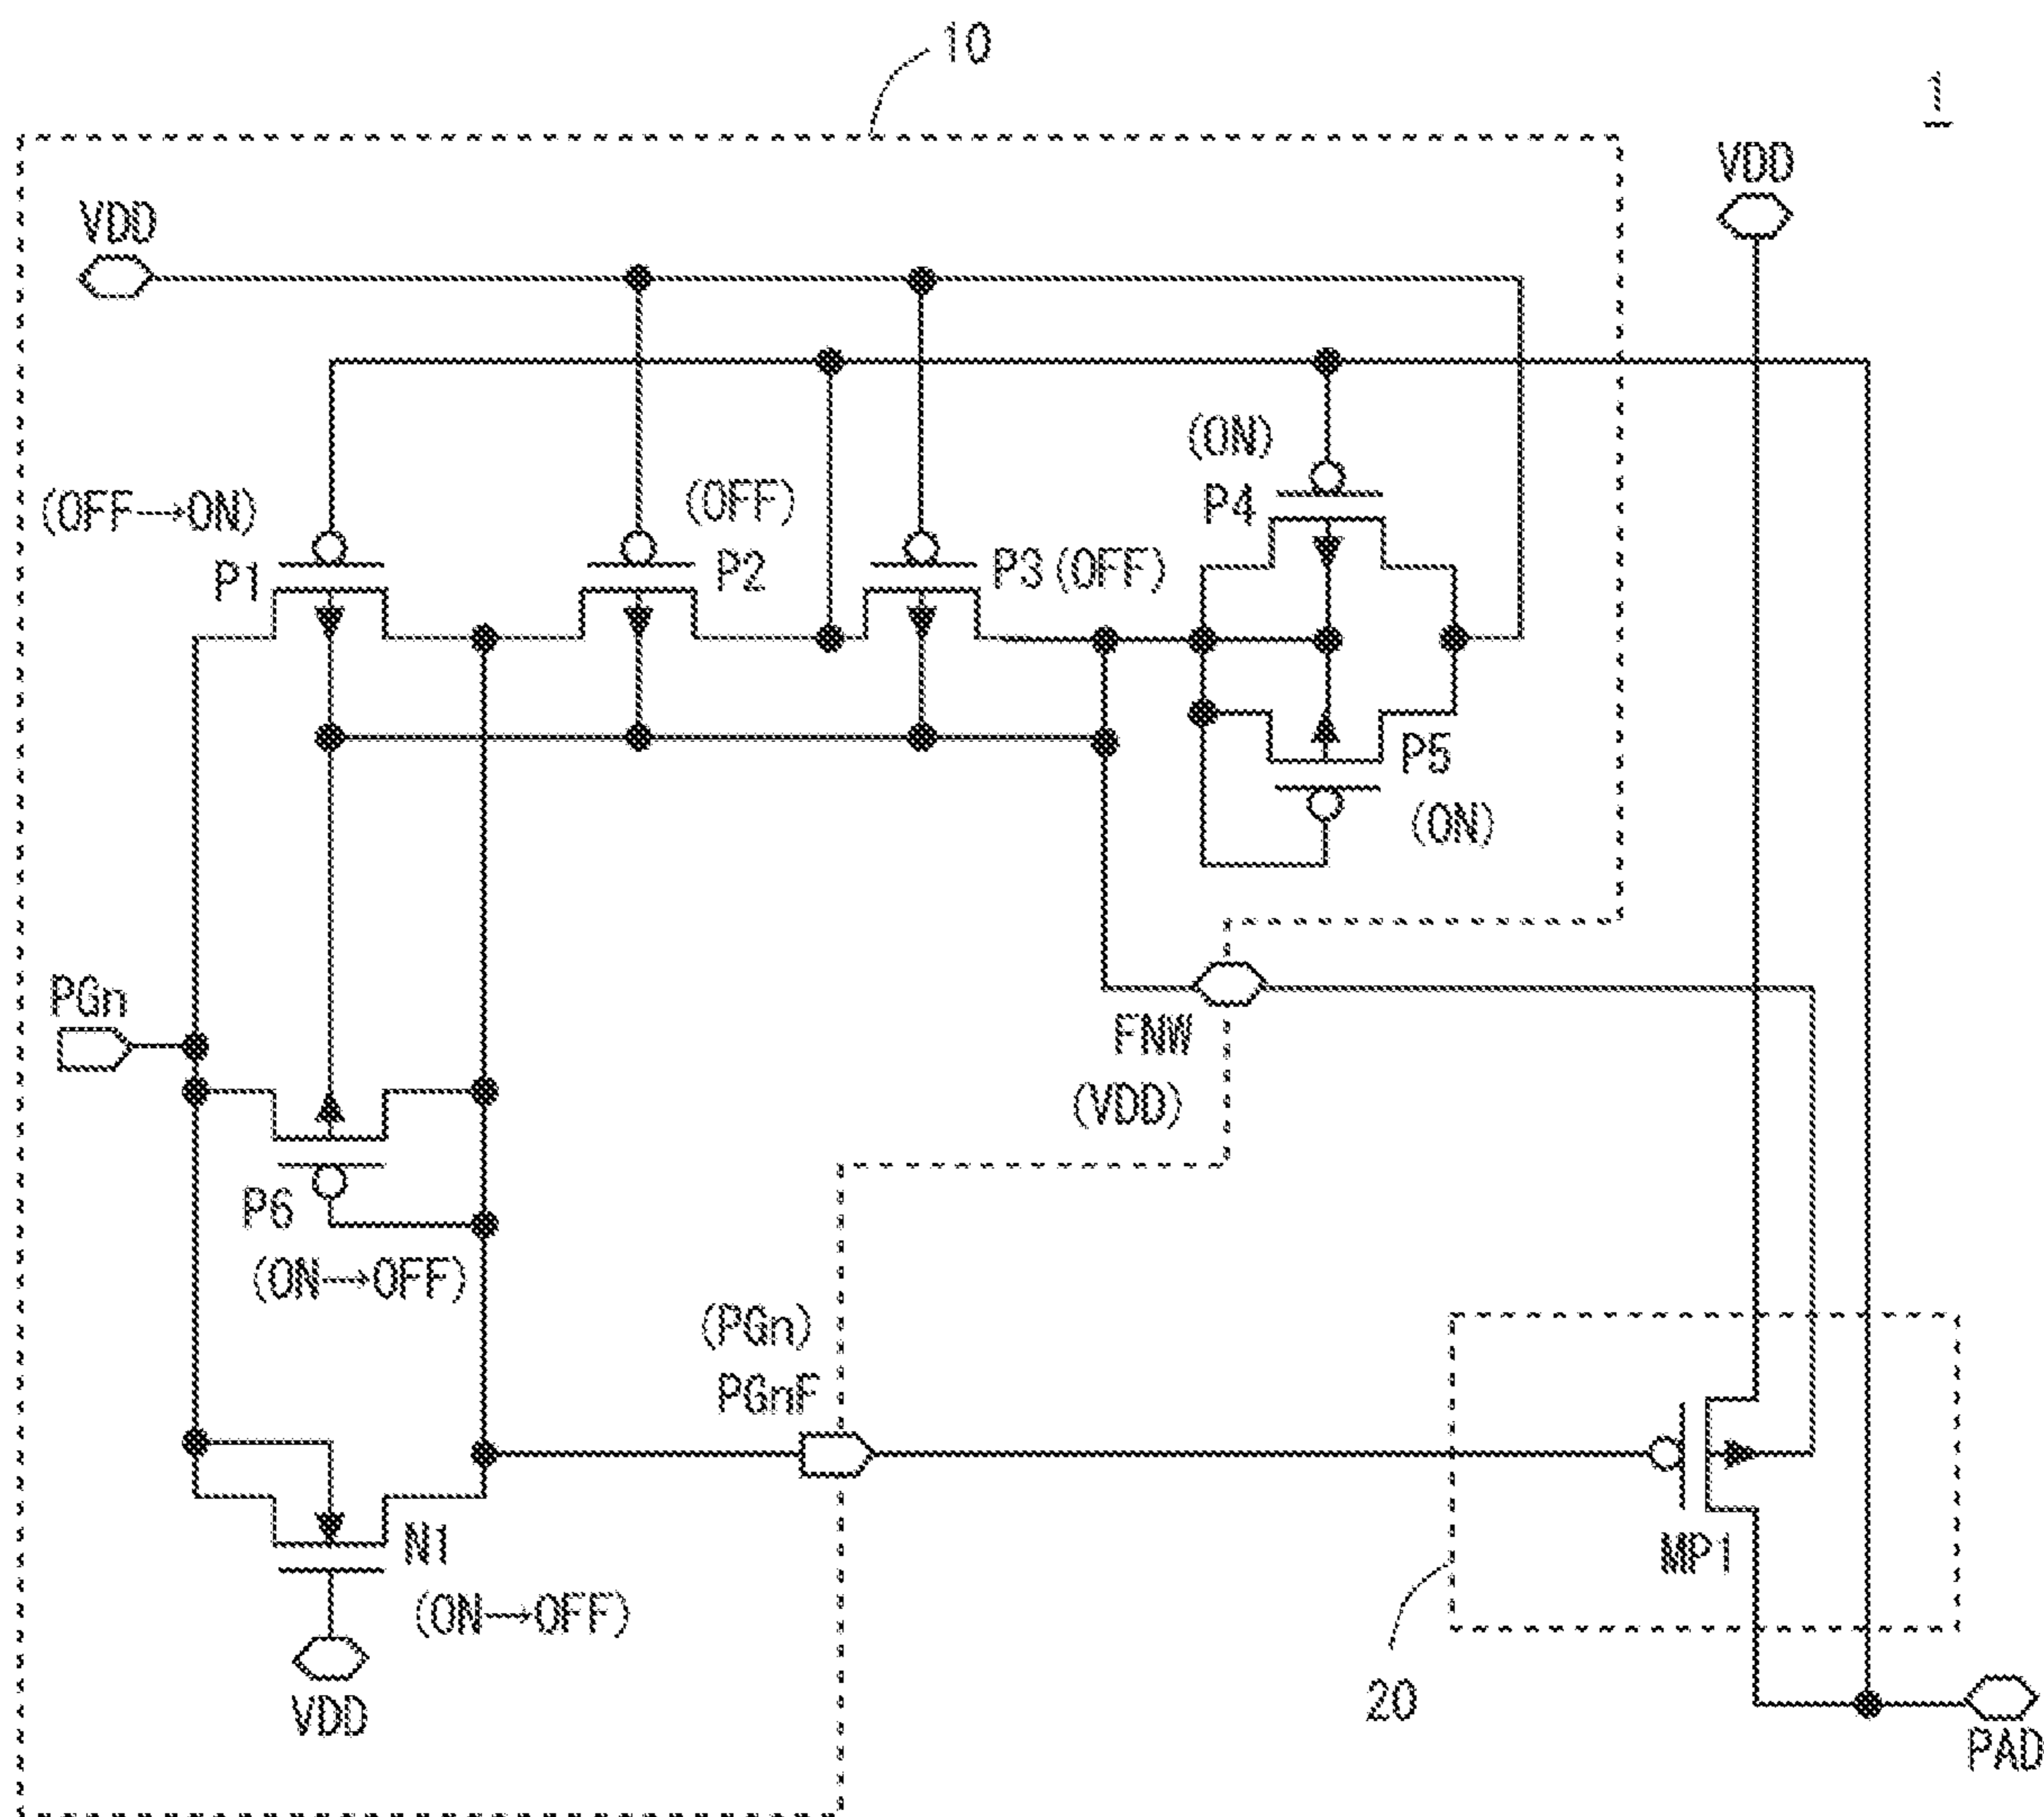 10
1
VDD
VDD
(ON)
P4
(OFF→ON)
P1
(OFF)
P2
P3 (OFF)
P5
(ON)
PGn
FNW
(VDD)
P6
(ON→OFF)
(PGn)
PGnF
N1
(ON→OFF)
MP1
VDD
20
PAD